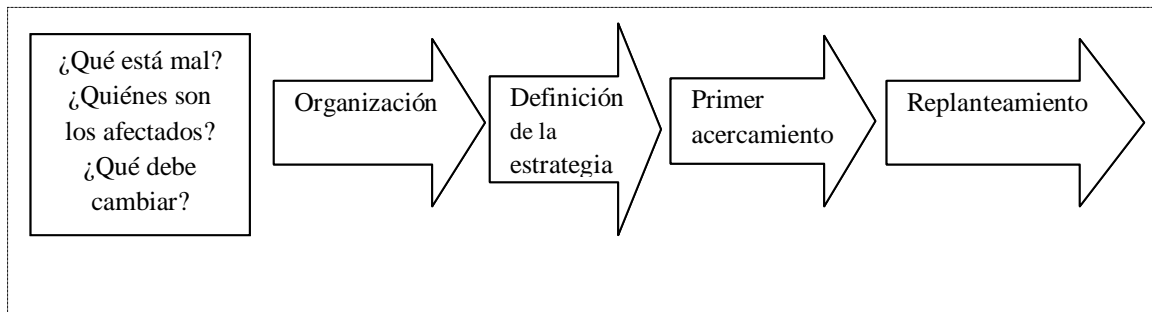 ¿Qué está mal?
¿Quiénes son
los afectados?
¿Qué debe
cambiar?
Organización
Definición
de la
estrategia
Primer
acercamiento
Replanteamiento